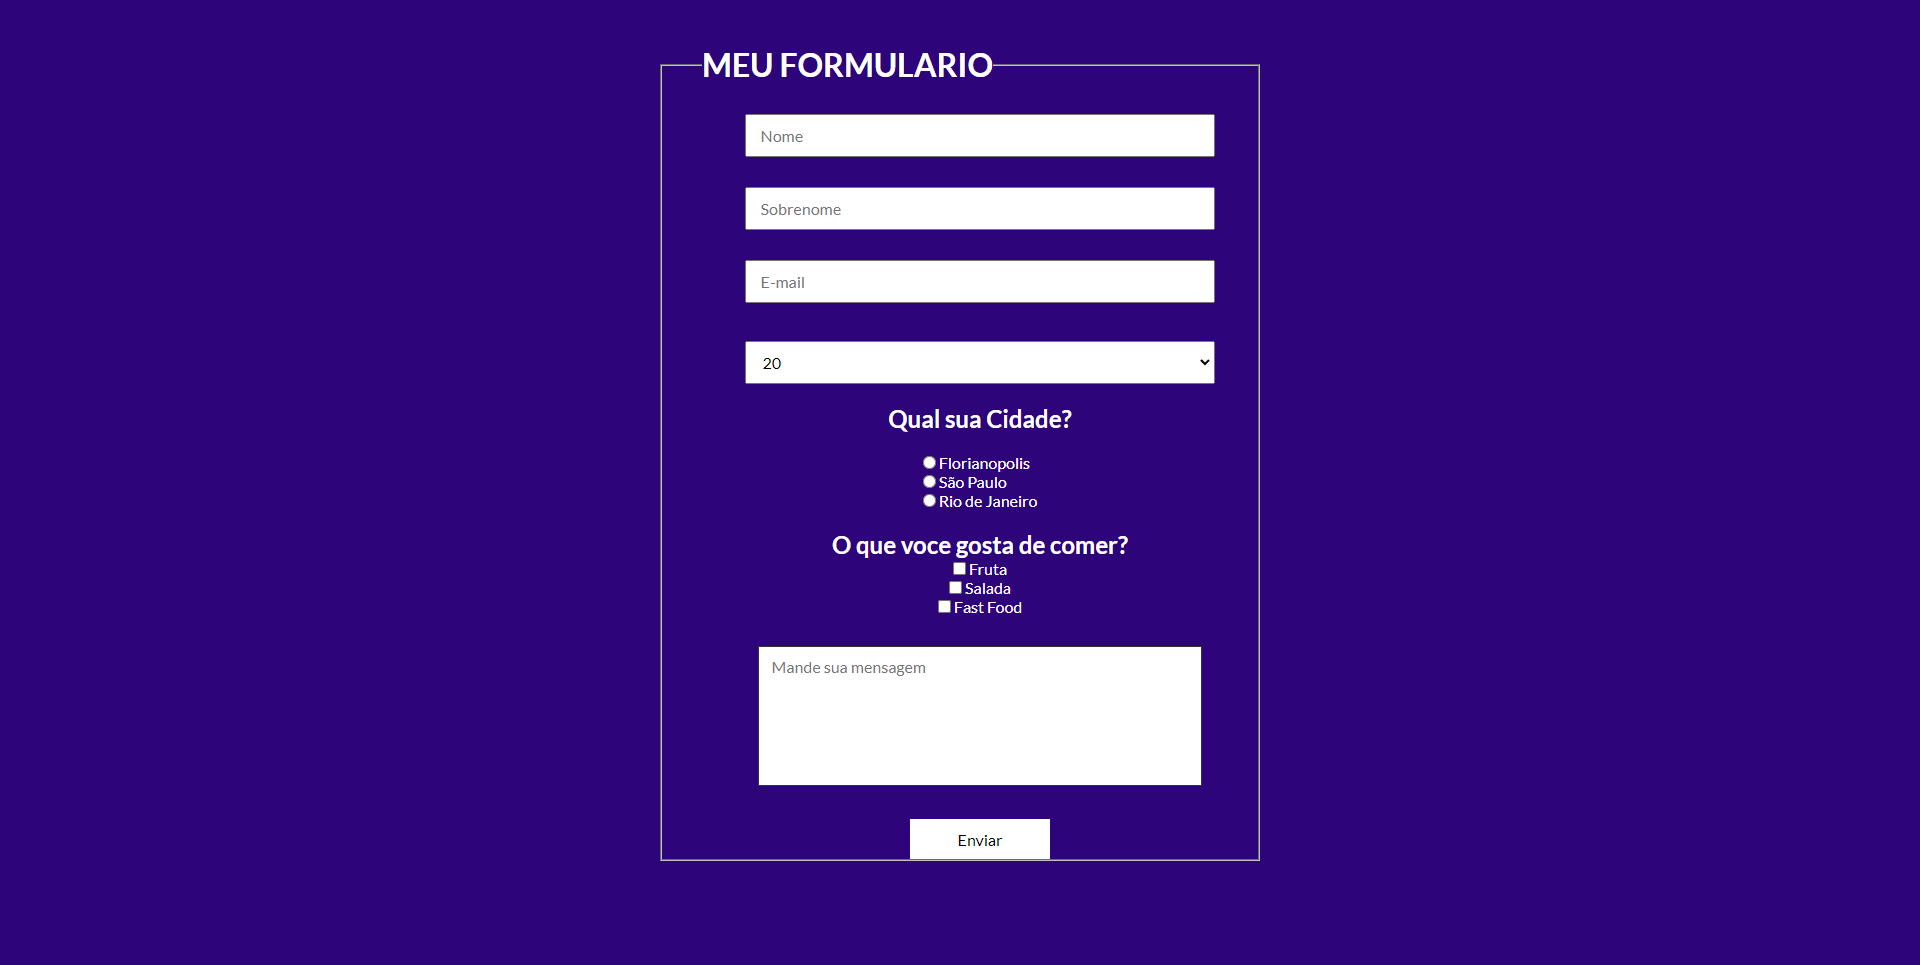 MEU FORMULARIO
Nome
Sobrenome
E-mail
20
Qual sua Cidade?
Florianopolis
São Paulo
Rio de Janeiro
O que voce gosta de comer?
Fruta
Salada
Fast Food
Mande sua mensagem
Enviar